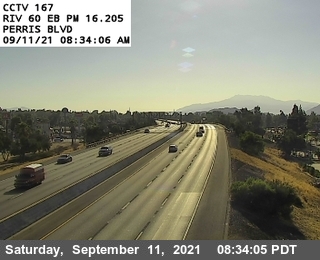 CCTV 167
RIV 60 EB PM 16.205
PERRIS BLVD
09/11/21 08:34:06 AM
Saturday, September 11, 2021 08:34:05 PDT